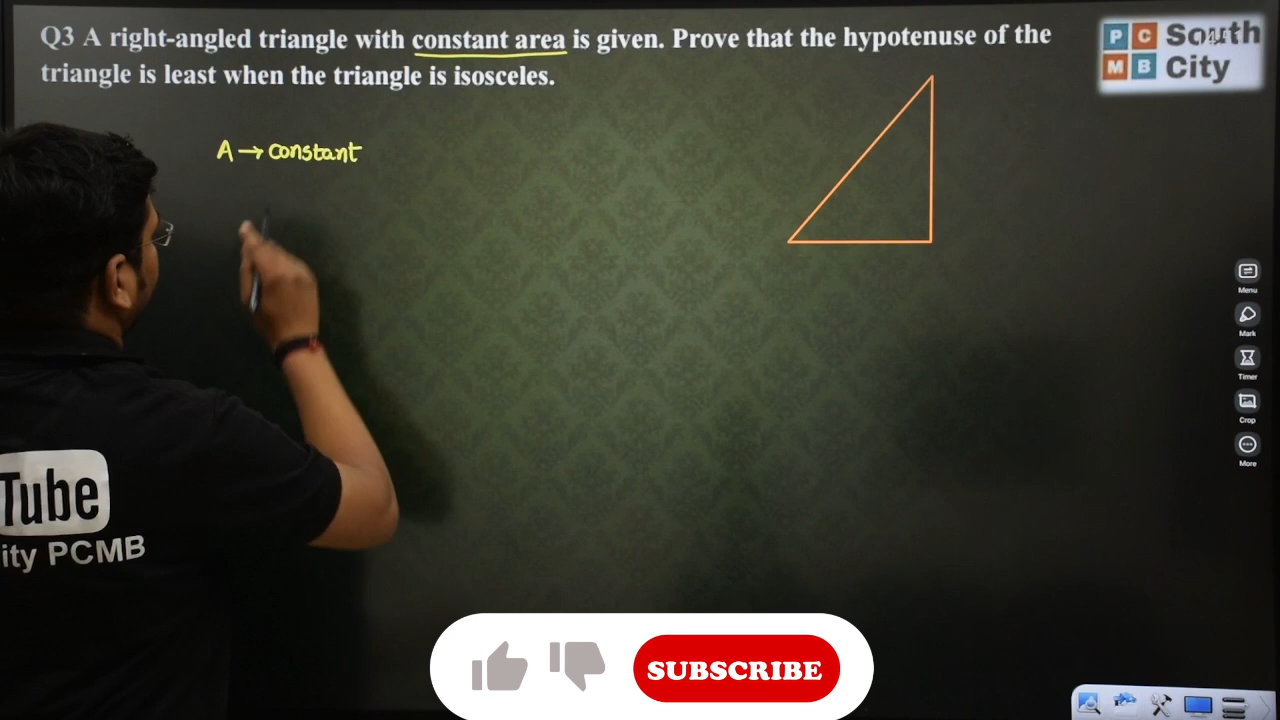 Q3 A right-angled triangle with constant area is given. Prove that the hypotenuse of the
triangle is least when the triangle is isosceles.
P C
M B
South
City
A → constant
Menu
Mark
Timer
Crop
More
Tube
ity PCMB
SUBSCRIBE